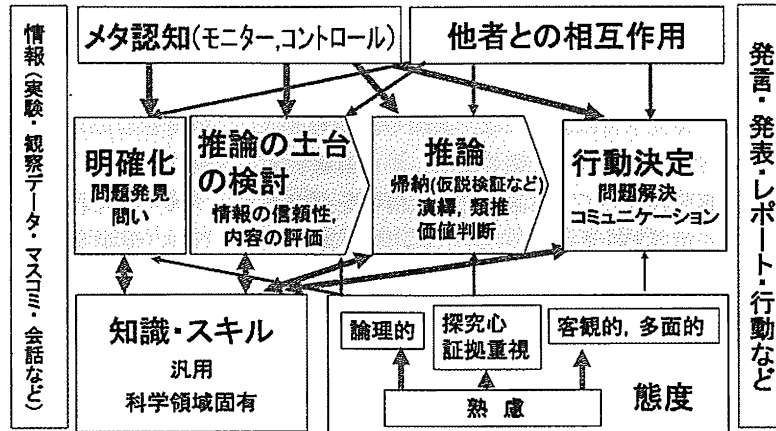 情報(実験・観察データ・マスコミ・会話など)
メタ認知(モニター,コントロール)
他者との相互作用
明確化
問題発見
問い
推論の土台
の検討
情報の信頼性,
内容の評価
推論
帰納(仮説検証など)
演繹, 類推
価値判断
行動決定
問題解決
コミュニケーション
知識・スキル
汎用
科学領域固有
論理的
探究心
証拠重視
客観的, 多面的
熟慮
態度
発言・発表・レポート・行動など